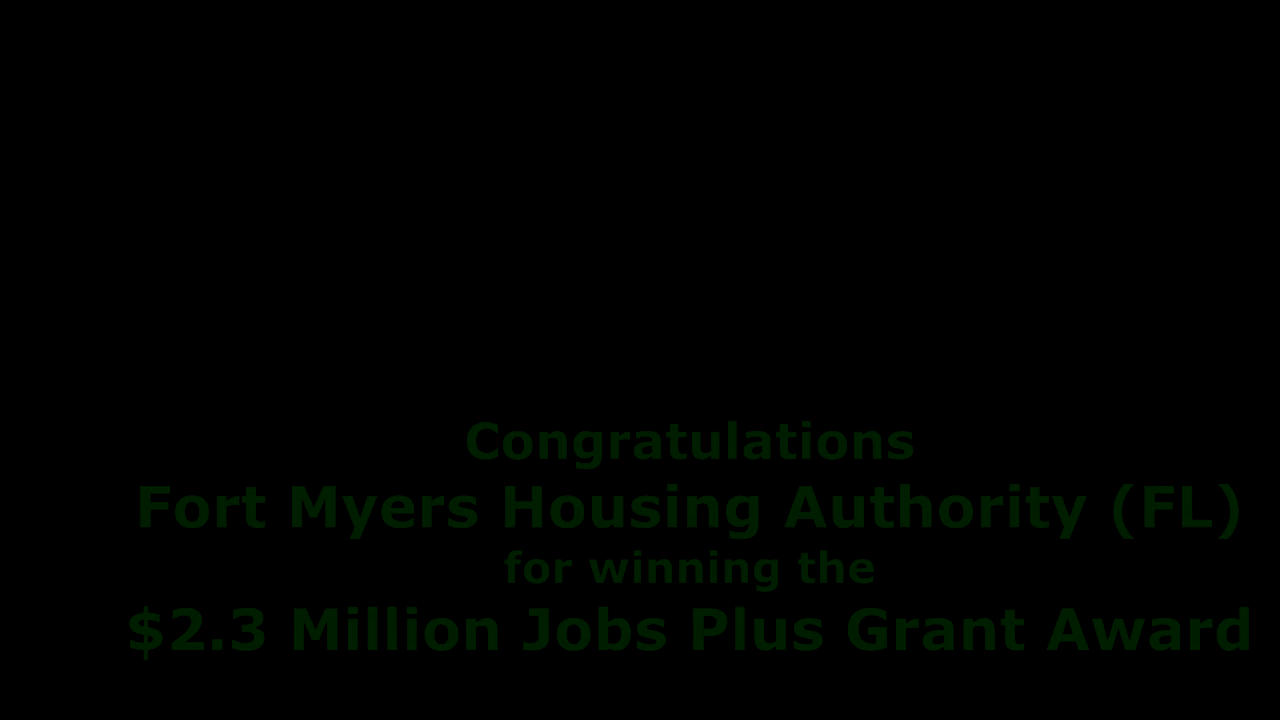 Congratulations
Fort Myers Housing Authority (FL)
for winning the
$2.3 Million Jobs Plus Grant Award